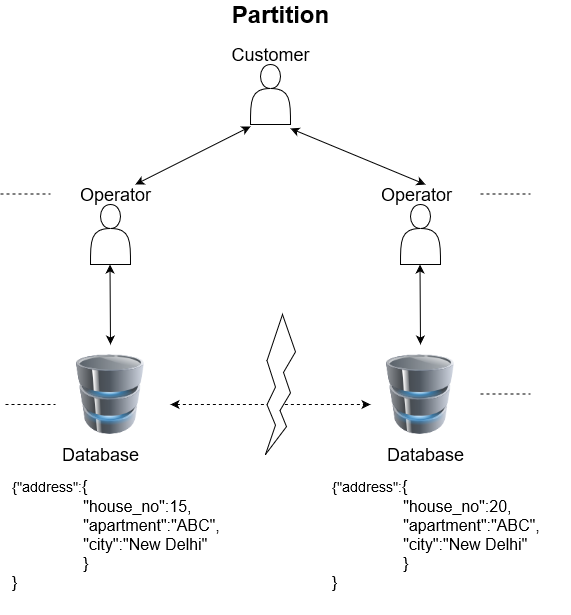 Partition
Customer
Operator
Operator
Database
Database
{"address":{
"house_no":15,
"apartment":"ABC",
"city":"New Delhi"
}
}
{"address":{
"house_no":20,
"apartment":"ABC",
"city":"New Delhi"
}
}